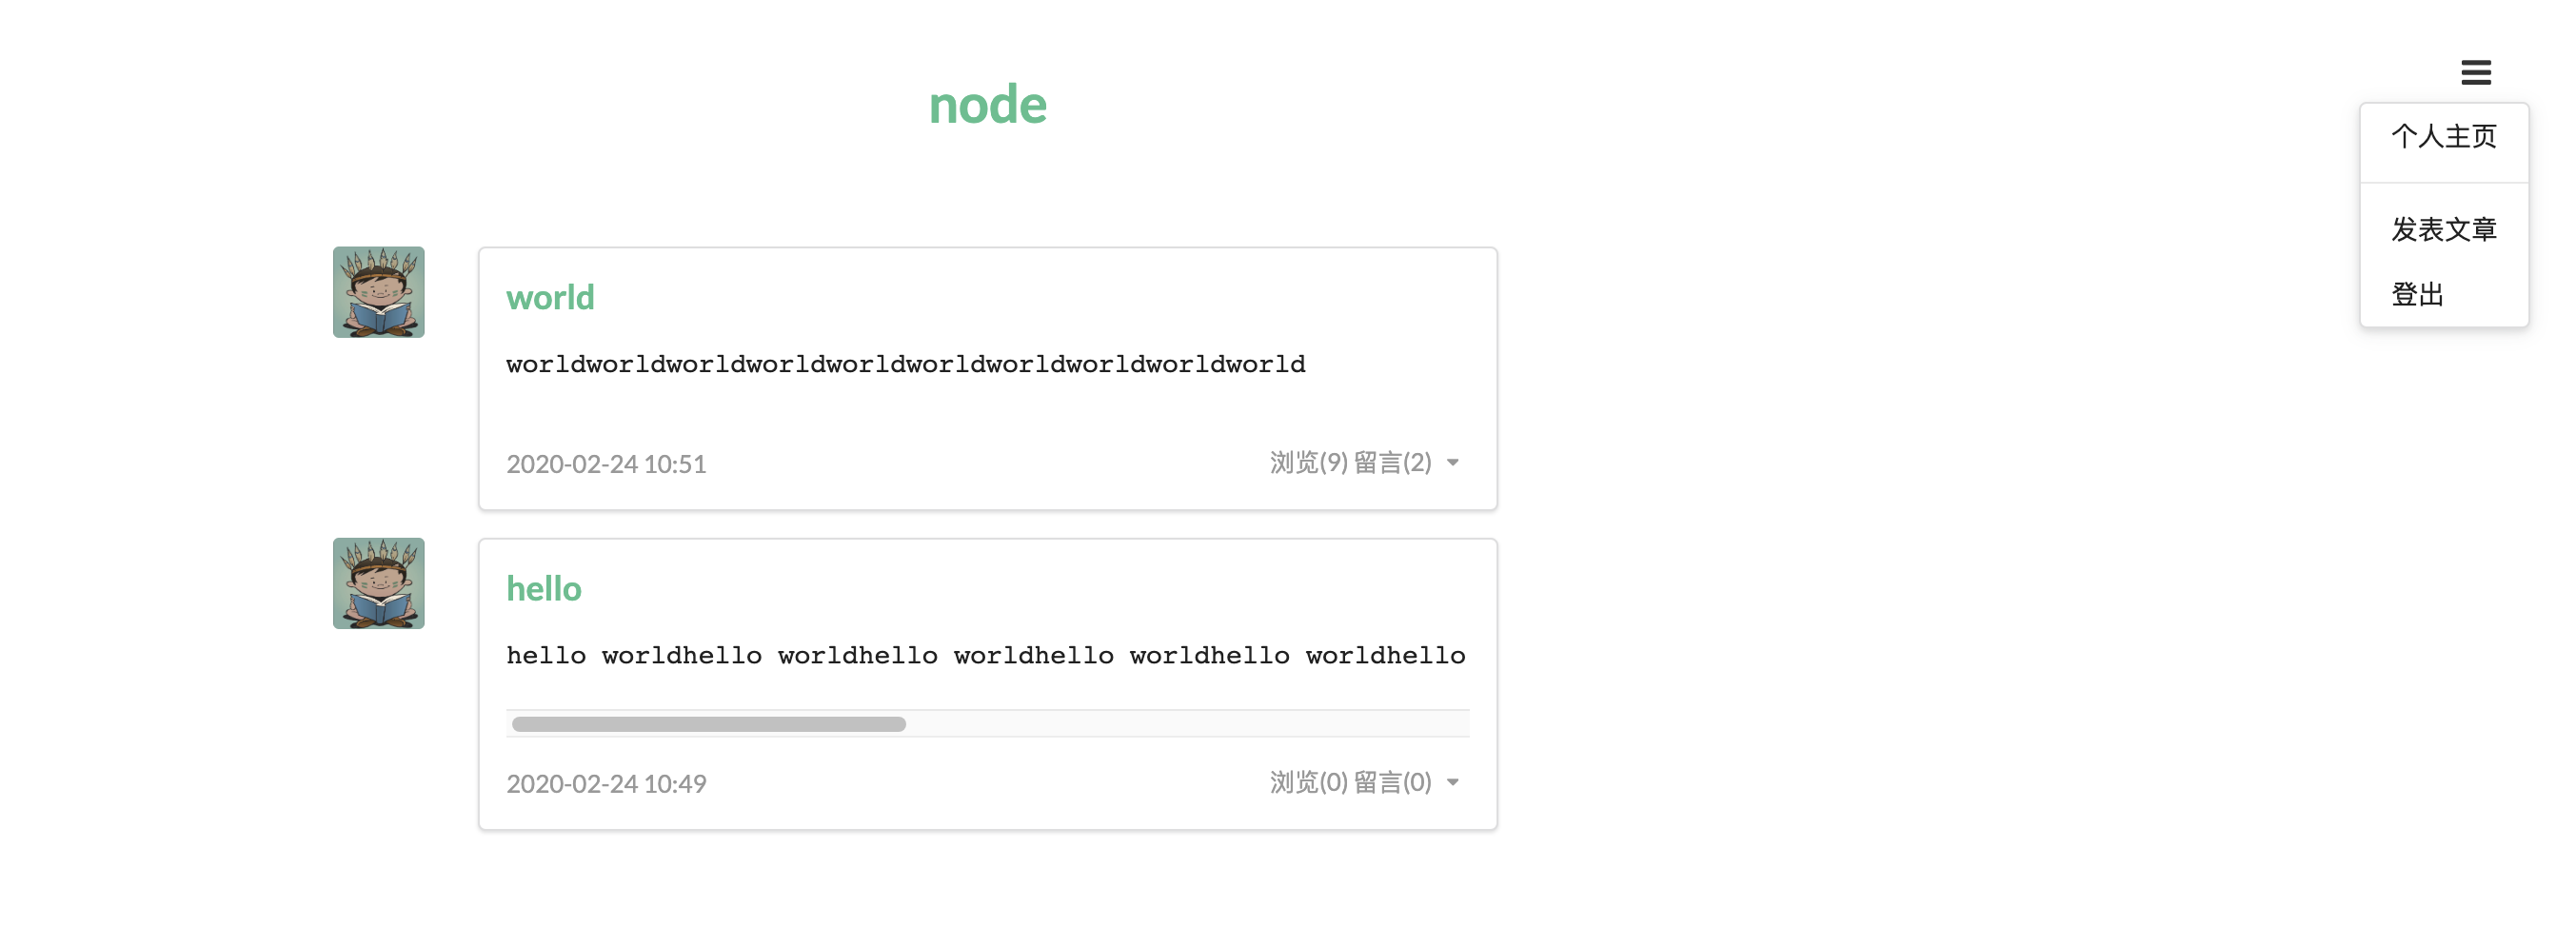 node
个人主页
发表文章
登出
world
worldworldworldworldworldworldworldworldworldworld
2020-02-24 10:51
浏览(9) 留言(2)
hello
hello worldhello worldhello worldhello worldhello worldhello
2020-02-24 10:49
浏览(0) 留言(0)